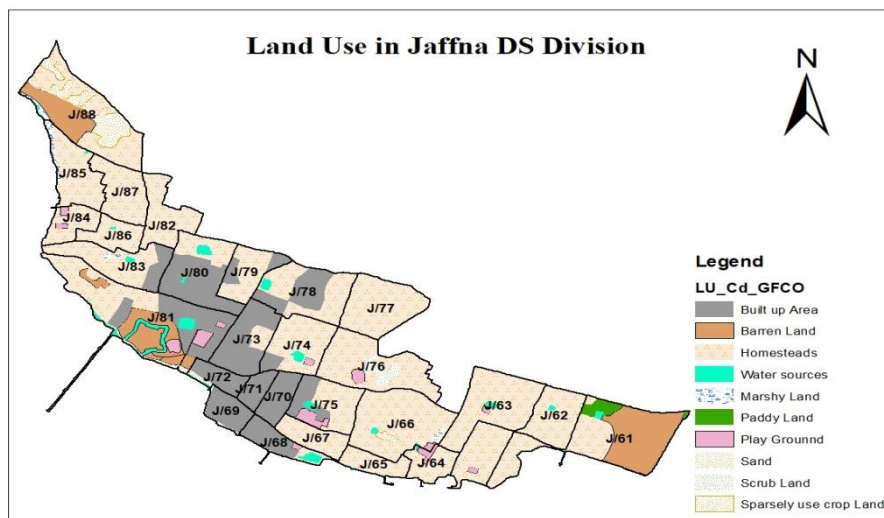 Land Use in Jaffna DS Division
N
J/88
J/85
J/87
J/84
J/86
J/82
J/83
J/80
J/79
J/78
J/77
J/81
J/73
J/74
J/76
J/72
J/71
J/70
J/75
J/69
J/68
J/67
J/66
J/65
J/64
J/63
J/62
J/61
Legend
LU_Cd_GFCO
Built up Area
Barren Land
Homesteads
Water sources
Marshy Land
Paddy Land
Play Grounnd
Sand
Scrub Land
Sparsely use crop Land